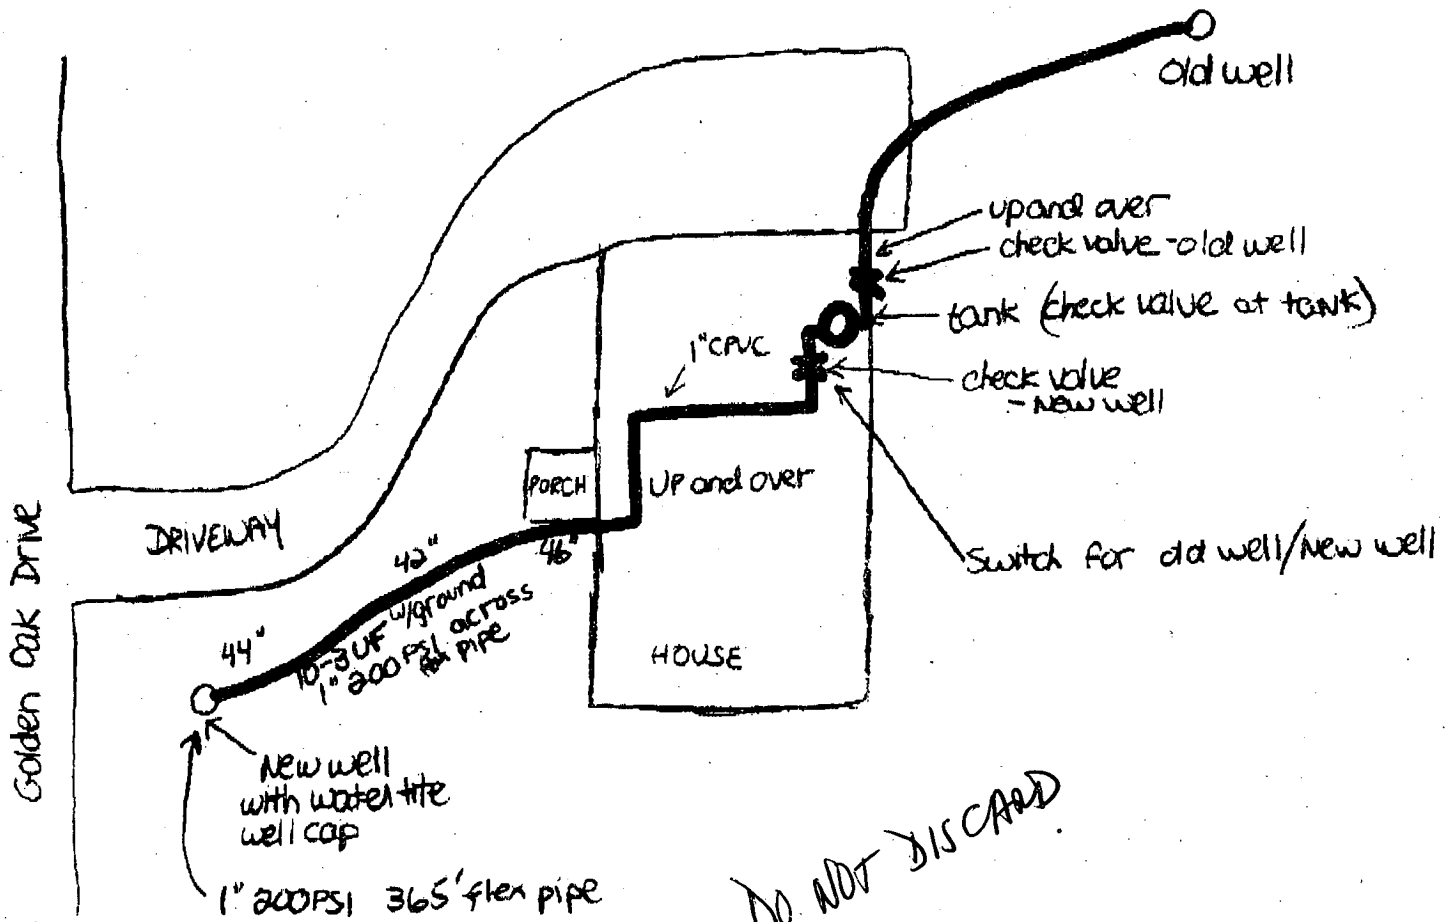 old well
up and over
check valve - old well
tank (check valve at tank)
1" CPVC
check valve
- New well
PORCH
UP and over
DRIVEWAY
42"
46"
Switch for old well/New well
Golden Oak Drive
44"
10-3 UF w/ground
1" 200 PSI across
flex pipe
HOUSE
New well
with water tite
well cap
1" 200PSI 365' flex pipe
DO NOT DISCARD